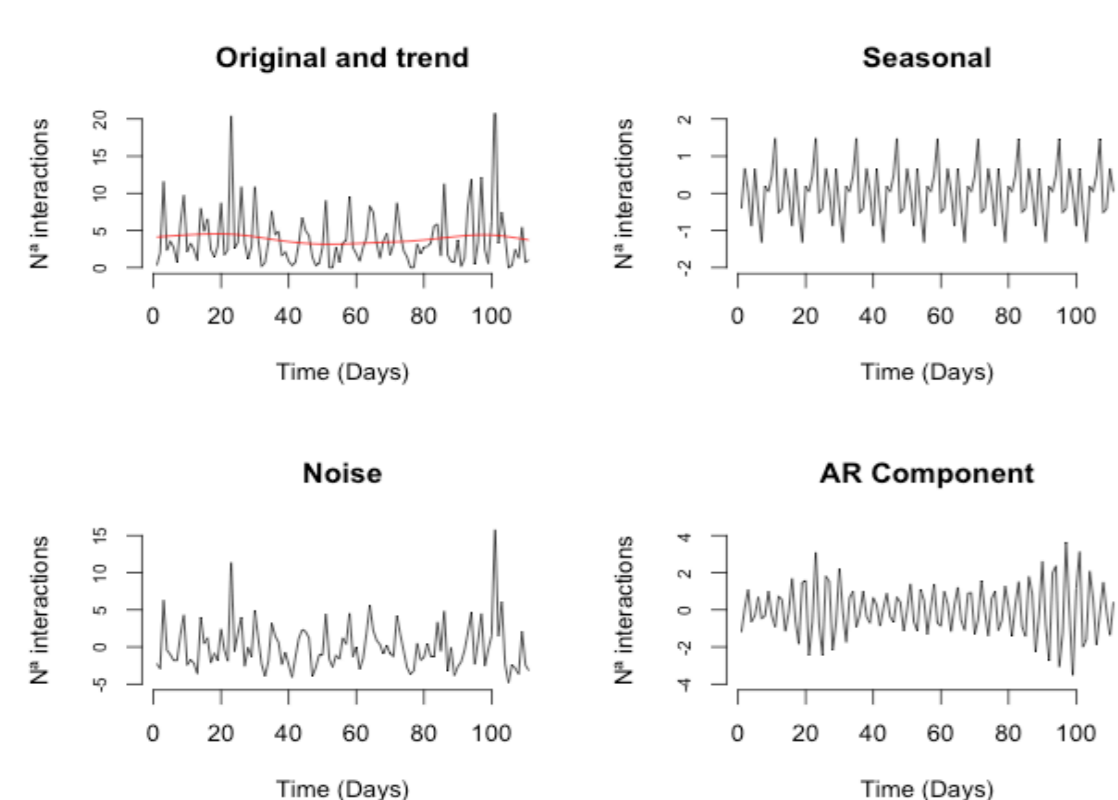 Original and trend
Nª interactions
20
15
10
5
0
0 20 40 60 80 100
Time (Days)
Seasonal
Nª interactions
2
1
0
-1
-2
0 20 40 60 80 100
Time (Days)
Noise
Nª interactions
15
10
5
0
-5
0 20 40 60 80 100
Time (Days)
AR Component
Nª interactions
4
2
0
-2
-4
0 20 40 60 80 100
Time (Days)